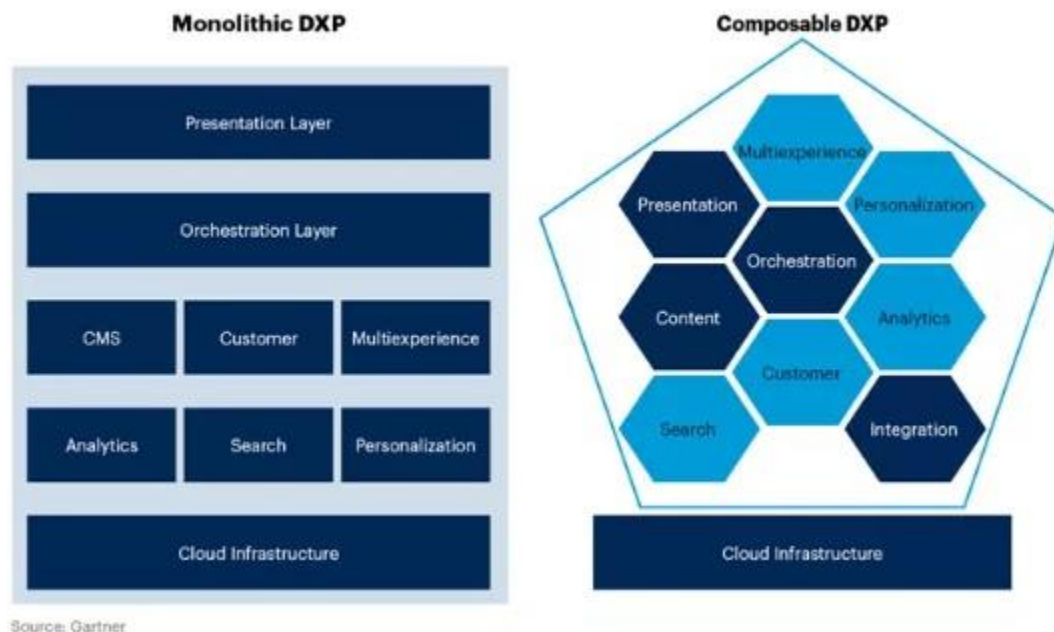 Monolithic DXP
Presentation Layer
Orchestration Layer
CMS
Customer
Multiexperience
Analytics
Search
Personalization
Cloud Infrastructure
Source: Gartner
Composable DXP
Multiexperience
Presentation
Personalization
Orchestration
Content
Analytics
Customer
Search
Integration
Cloud Infrastructure